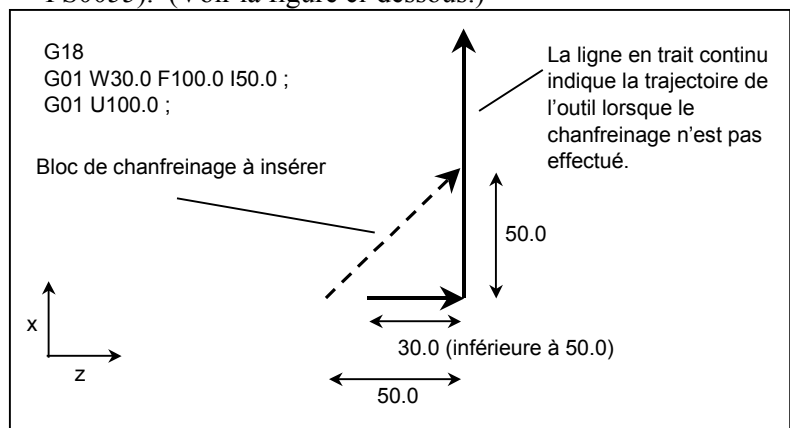 PS0055). (Voir la figure ci-dessous.)
G18
G01 W30.0 F100.0 I50.0 ;
G01 U100.0 ;
La ligne en trait continu
indique la trajectoire de
l'outil lorsque le
chanfreinage n'est pas
effectué.
Bloc de chanfreinage à insérer
50.0
x
z
30.0 (inférieure à 50.0)
50.0